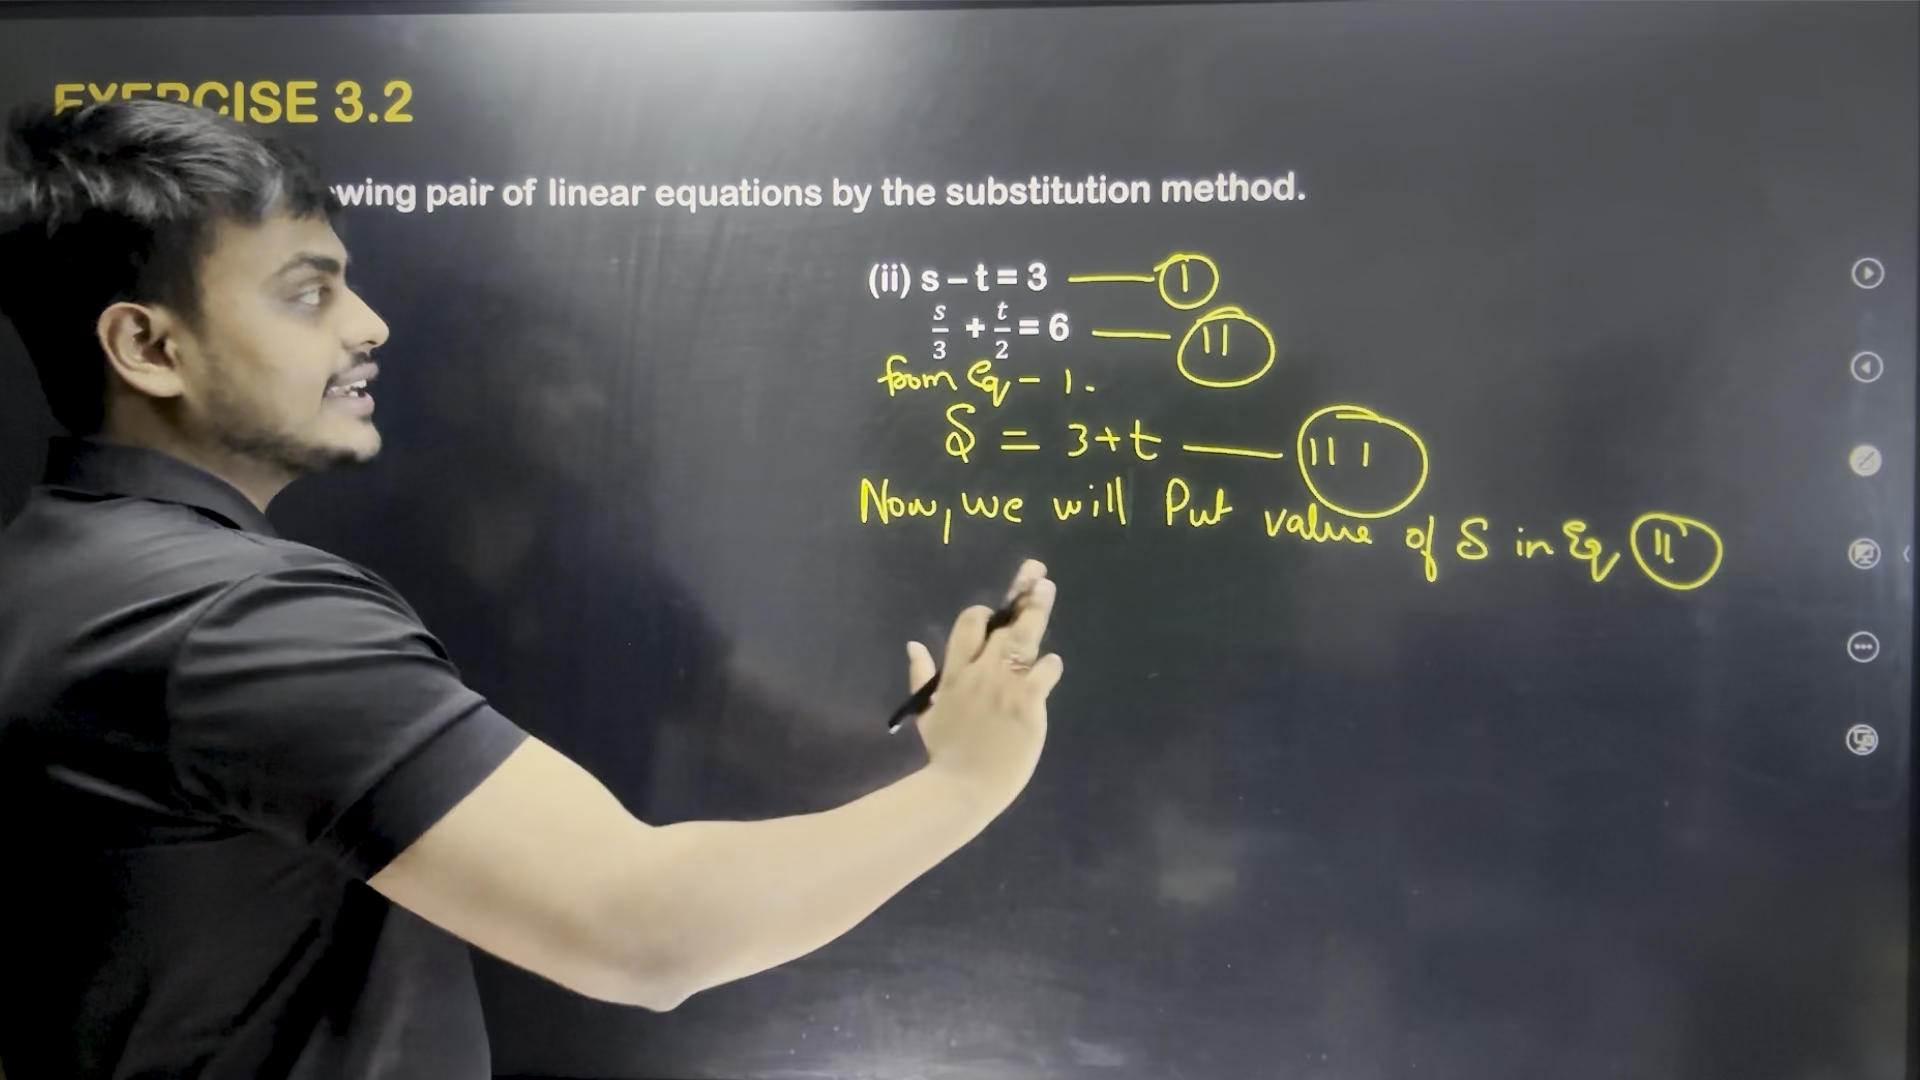 EXERCISE 3.2
wing pair of linear equations by the substitution method.
(ii) s – t = 3 — I
s/3 + t/2 = 6 — II
from Eq - 1.
S = 3+t — III
Now, we will Put value of S in Eq II